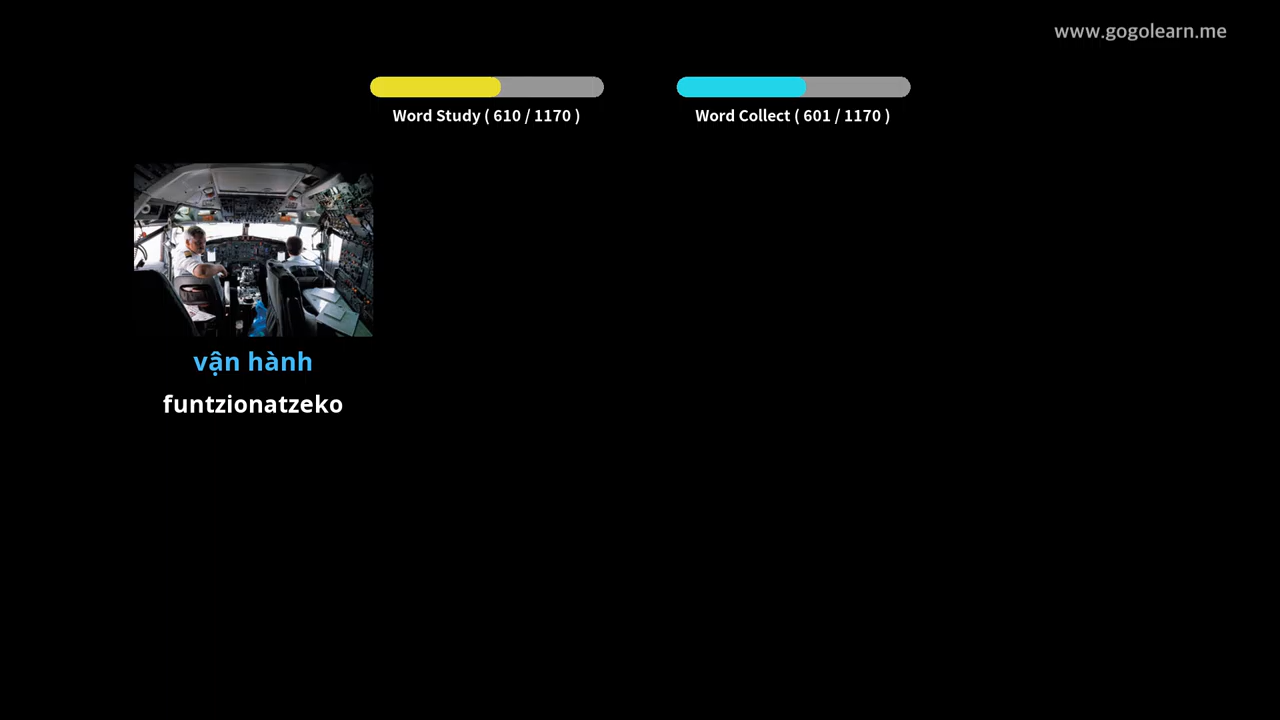 www.gogolearn.me
Word Study ( 610 / 1170 )
Word Collect ( 601 / 1170 )
vận hành
funtzionatzeko